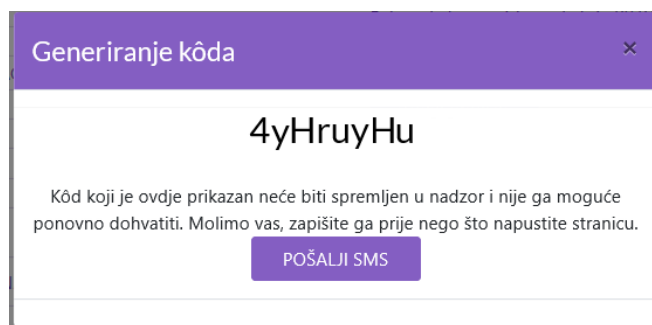 Generiranje kôda
×
4yHruyHu
Kôd koji je ovdje prikazan neće biti spremljen u nadzor i nije ga moguće
ponovno dohvatiti. Molimo vas, zapišite ga prije nego što napustite stranicu.
POŠALJI SMS